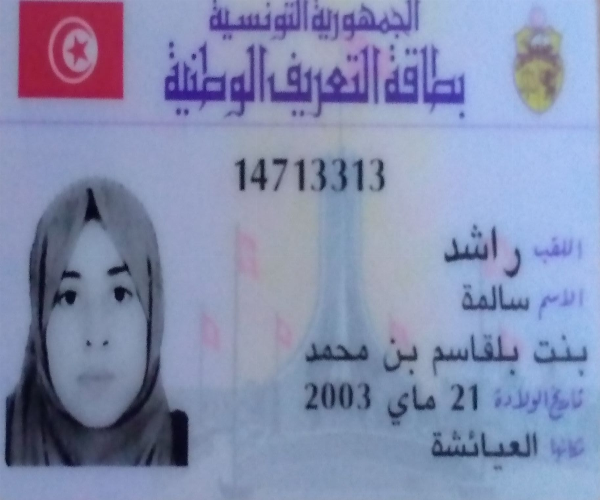 الجمهورية التونسية
بطاقة التعريف الوطنية
14713313
اللقب راشد
الاسم سالمة
بنت بلقاسم بن محمد
تاريخ الولادة 21 ماي 2003
مكانها العيائشة